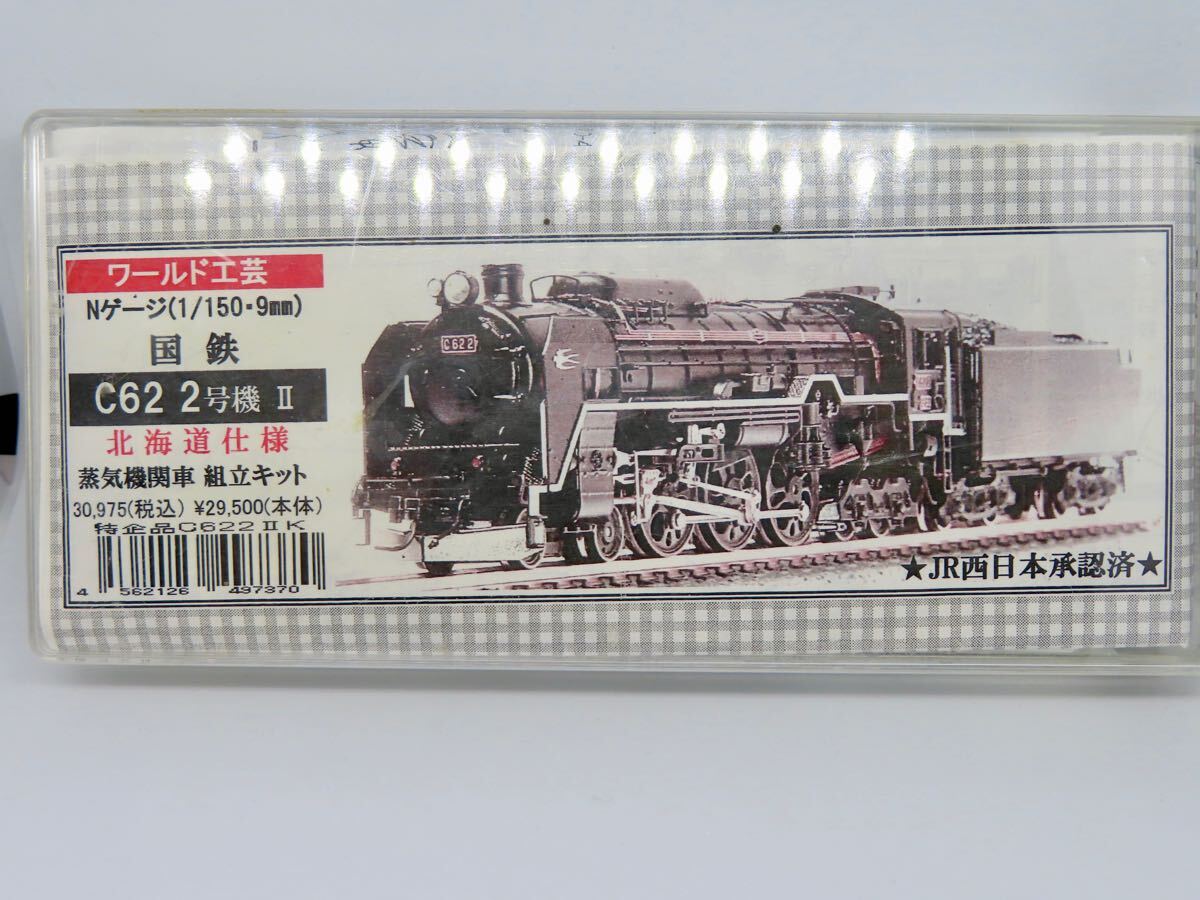 ワールド工芸
Nゲージ(1/150・9mm)
国鉄
C62 2号機 Ⅱ
北海道仕様
蒸気機関車 組立キット
30,975(税込) ¥29,500(本体)
特企品C622ⅡK
4 562126 497370
C62 2
★JR西日本承認済★